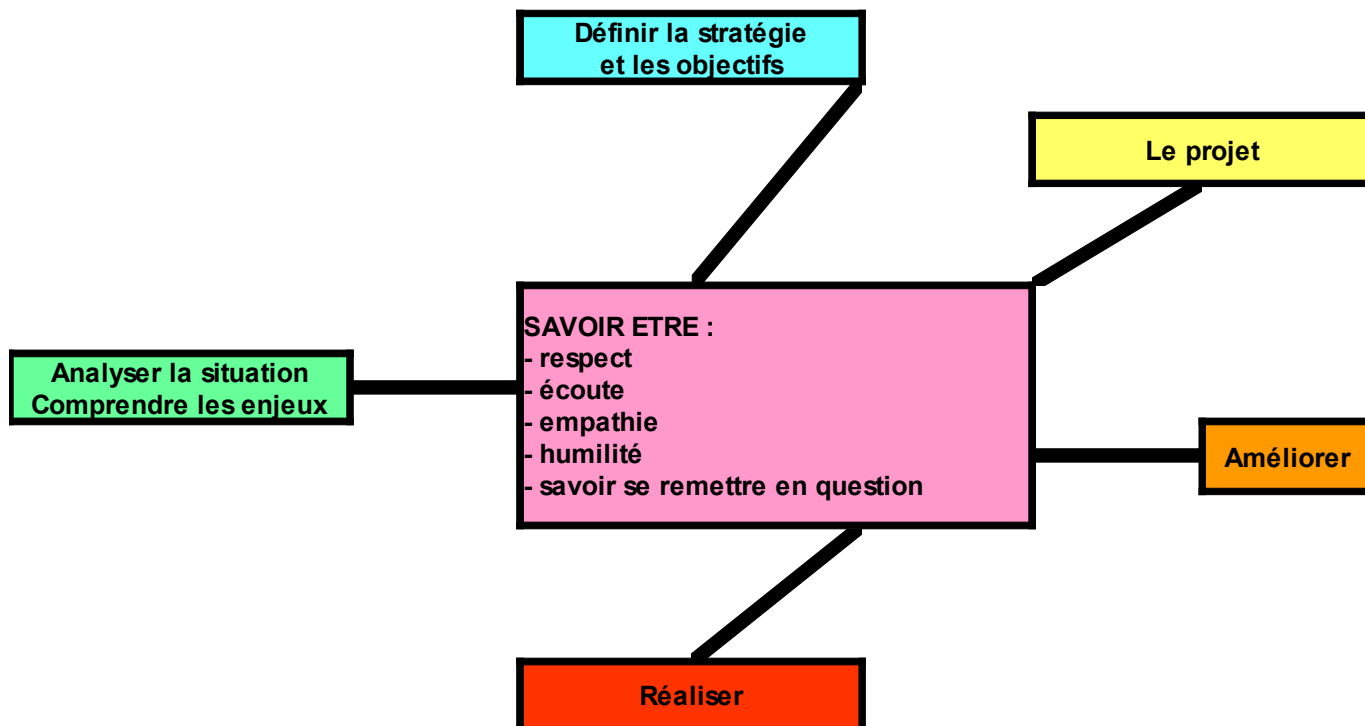 Définir la stratégie
et les objectifs
Le projet
SAVOIR ETRE :
- respect
- écoute
- empathie
- humilité
- savoir se remettre en question
Analyser la situation
Comprendre les enjeux
Améliorer
Réaliser